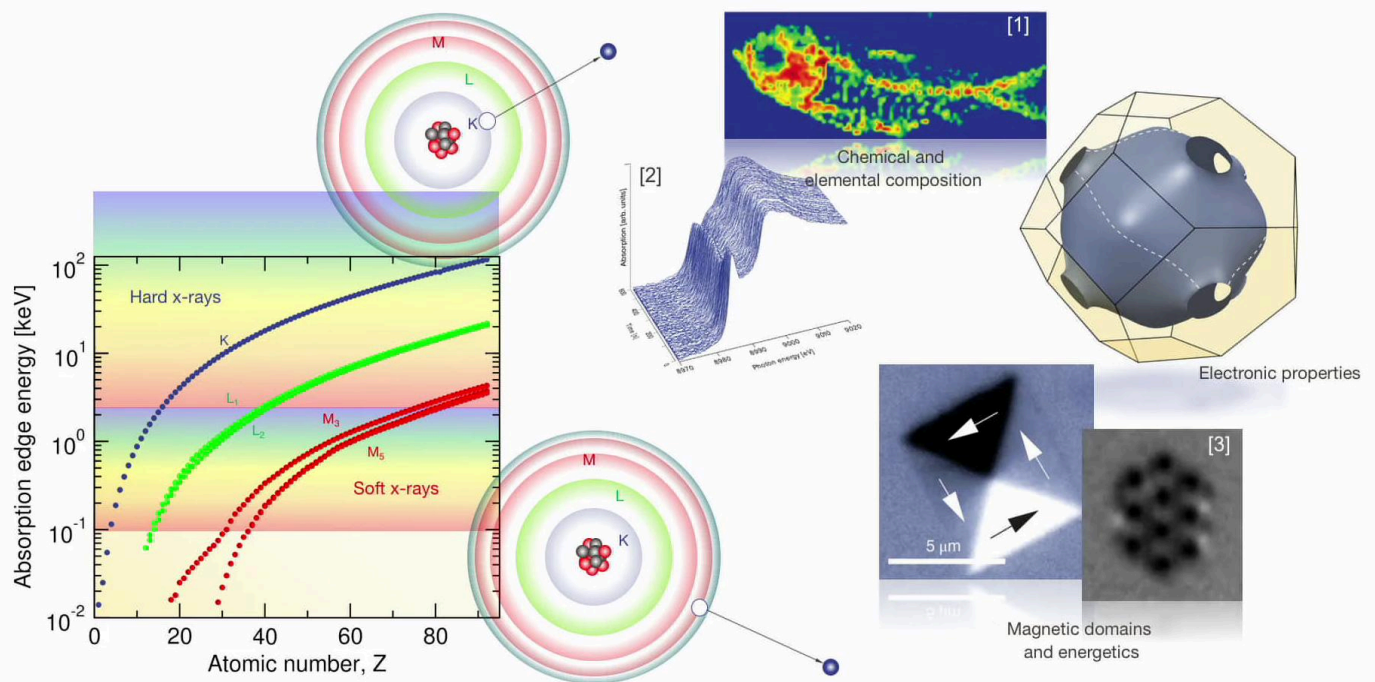 M
L
K
[1]
Chemical and
elemental composition
[2]
Absorption [arb. units]
Photon energy [eV]
8970
8980
8990
9000
9010
9020
Electronic properties
Absorption edge energy [keV]
10²
10¹
10⁰
10⁻¹
10⁻²
Hard x-rays
K
L₁
L₂
M₃
M₅
Soft x-rays
0
20
40
60
80
Atomic number, Z
M
L
K
5 µm
[3]
Magnetic domains
and energetics